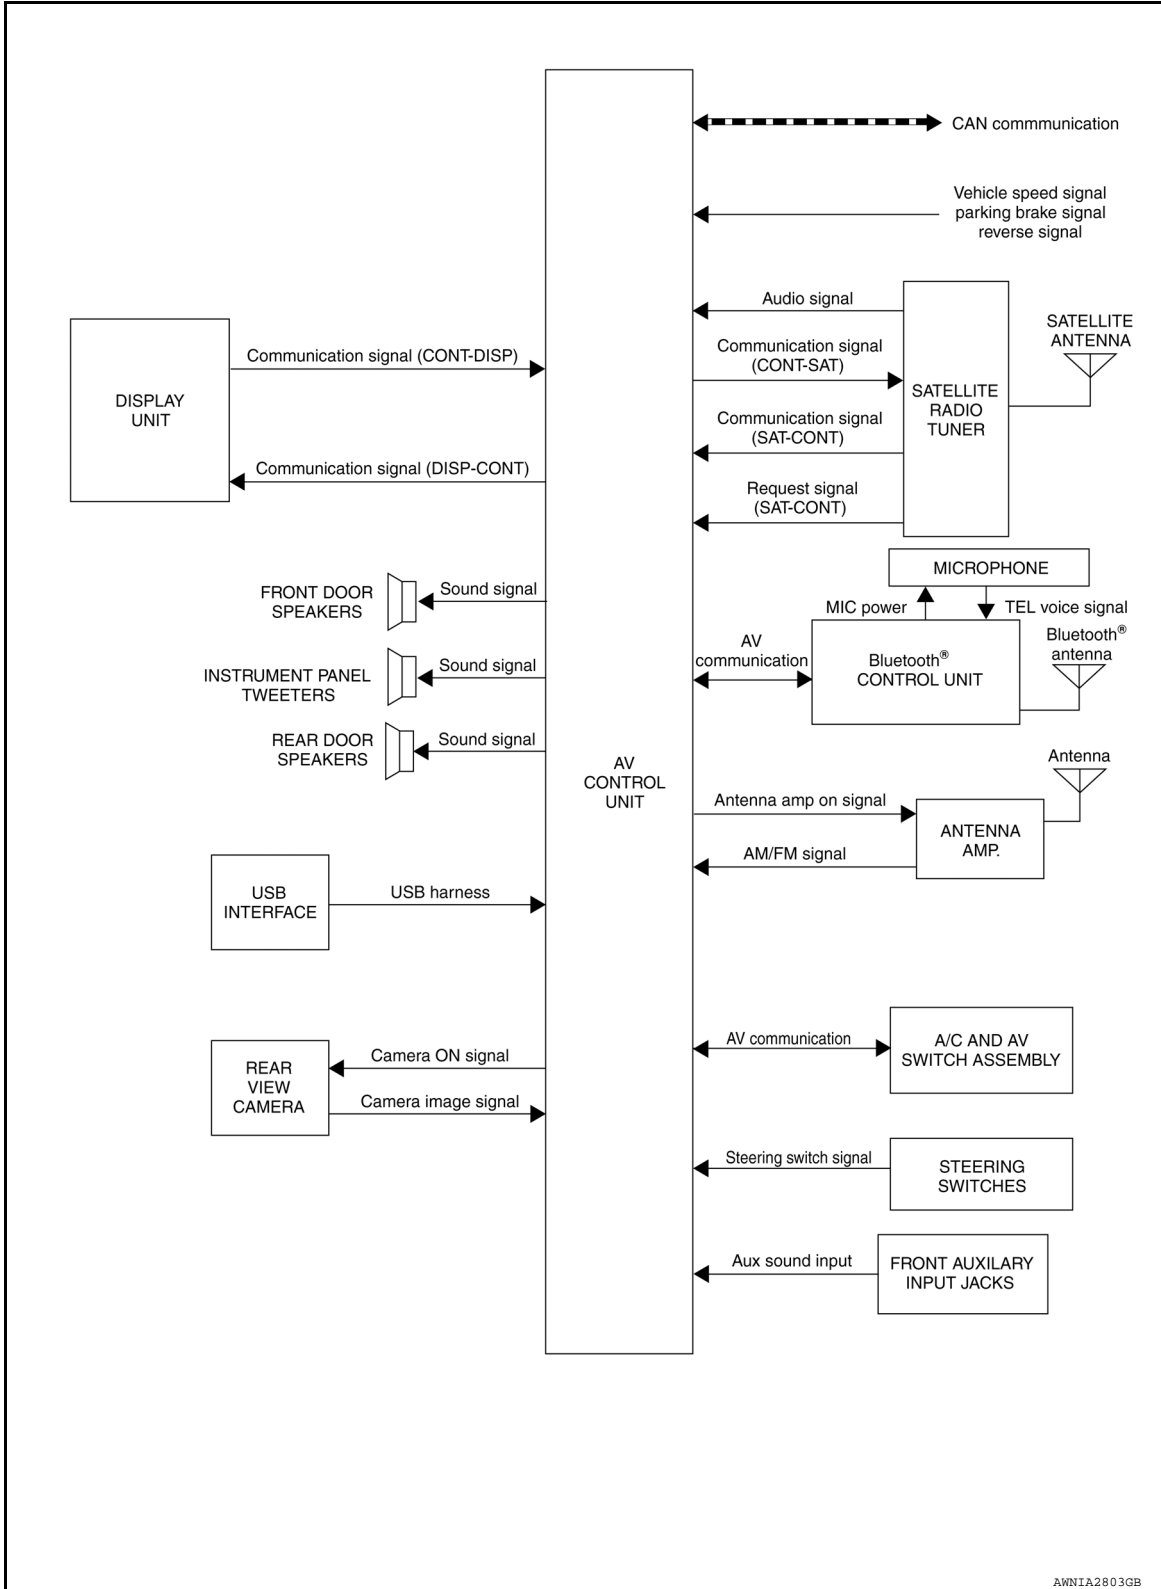 CAN commmunication
Vehicle speed signal
parking brake signal
reverse signal
Audio signal
Communication signal
(CONT-SAT)
Communication signal
(SAT-CONT)
Request signal
(SAT-CONT)
SATELLITE
RADIO
TUNER
SATELLITE
ANTENNA
DISPLAY
UNIT
Communication signal (CONT-DISP)
Communication signal (DISP-CONT)
FRONT DOOR
SPEAKERS
Sound signal
INSTRUMENT PANEL
TWEETERS
Sound signal
REAR DOOR
SPEAKERS
Sound signal
MICROPHONE
MIC power
TEL voice signal
AV
communication
Bluetooth®
CONTROL UNIT
Bluetooth®
antenna
AV
CONTROL
UNIT
Antenna amp on signal
AM/FM signal
ANTENNA
AMP.
Antenna
USB
INTERFACE
USB harness
REAR
VIEW
CAMERA
Camera ON signal
Camera image signal
AV communication
A/C AND AV
SWITCH ASSEMBLY
Steering switch signal
STEERING
SWITCHES
Aux sound input
FRONT AUXILARY
INPUT JACKS
AWNIA2803GB